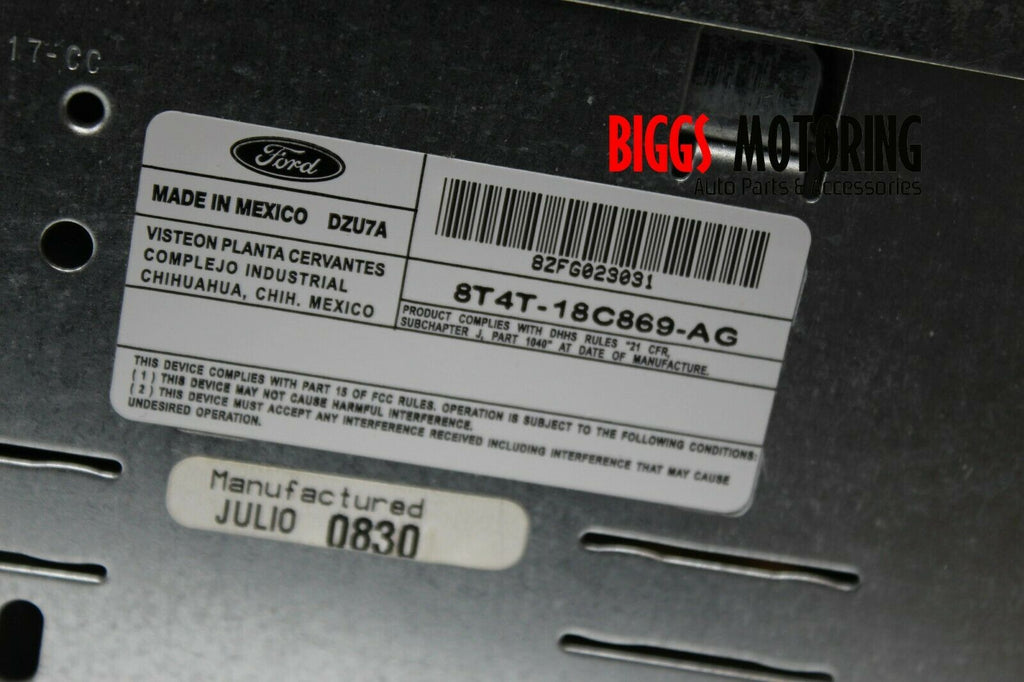 17-CC
BIGGS MOTORING
Auto Parts & Accessories
Ford
MADE IN MEXICO DZU7A
VISTEON PLANTA CERVANTES
COMPLEJO INDUSTRIAL
CHIHUAHUA, CHIH. MEXICO
82FG023031
8T4T-18C869-AG
PRODUCT COMPLIES WITH DHHS RULES "21 CFR,
SUBCHAPTER J, PART 1040" AT DATE OF MANUFACTURE.
THIS DEVICE COMPLIES WITH PART 15 OF FCC RULES. OPERATION IS SUBJECT TO THE FOLLOWING CONDITIONS:
(1) THIS DEVICE MAY NOT CAUSE HARMFUL INTERFERENCE.
(2) THIS DEVICE MUST ACCEPT ANY INTERFERENCE RECEIVED INCLUDING INTERFERENCE THAT MAY CAUSE
UNDESIRED OPERATION.
Manufactured
JULIO 0830